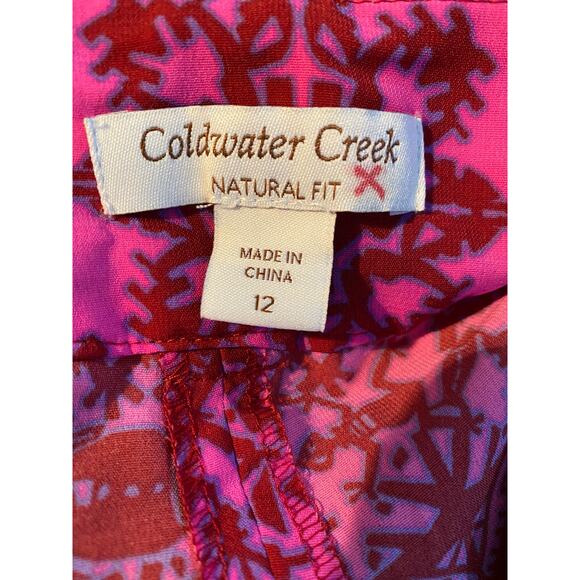 Coldwater Creek
NATURAL FIT
MADE IN
CHINA
12